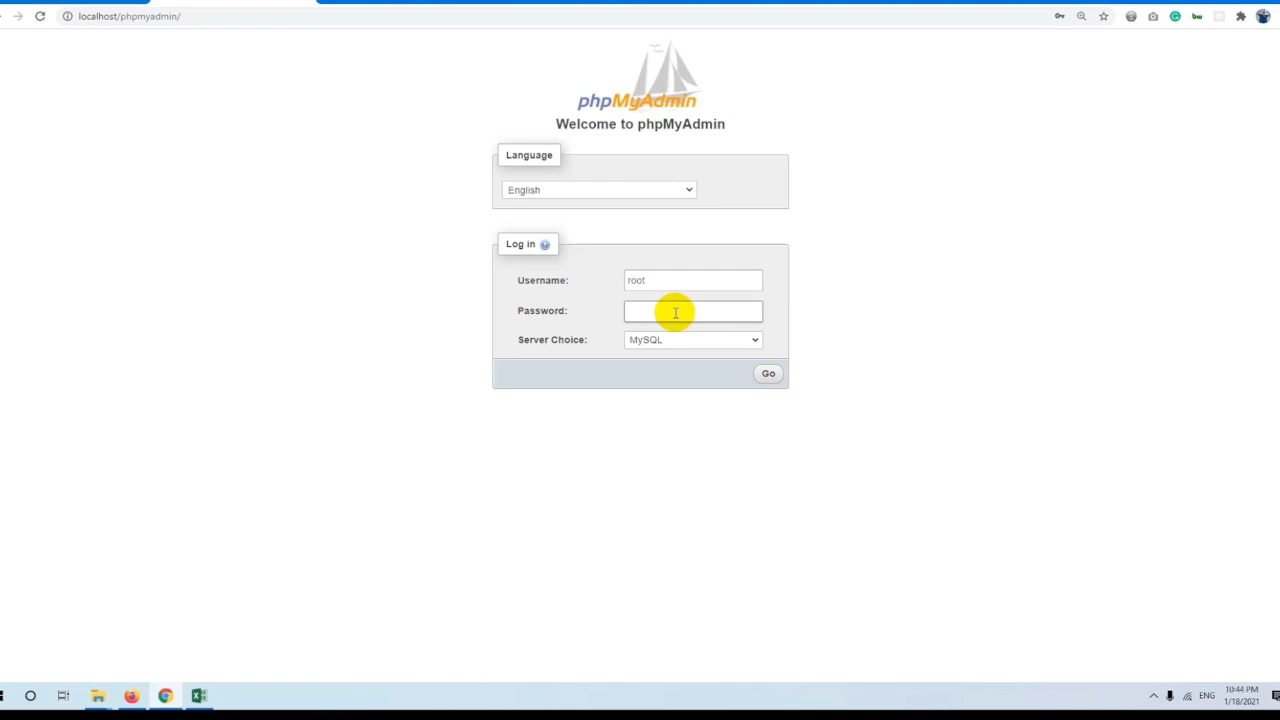 localhost/phpmyadmin/
phpMyAdmin
Welcome to phpMyAdmin
Language
English
Log in
Username:
root
Password:
Server Choice:
MySQL
Go
ENG
10:44 PM
1/18/2021